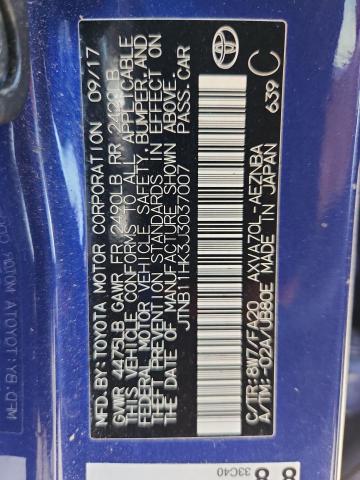 MFD. BY: TOYOTA MOTOR CORPORATION 09/17
GVWR 4475LB GAWR FR 2490LB RR 2490LB
THIS VEHICLE CONFORMS TO ALL APPLICABLE
FEDERAL MOTOR VEHICLE SAFETY, BUMPER, AND
THEFT PREVENTION STANDARDS IN EFFECT ON
THE DATE OF MANUFACTURE SHOWN ABOVE.
JTNB11HK3J3037007 PASS. CAR
C/TR: 8W7/FA20 AXVA70L-AEZNBA
A/TM: -02A/UB80E MADE IN JAPAN
639 C
33C40